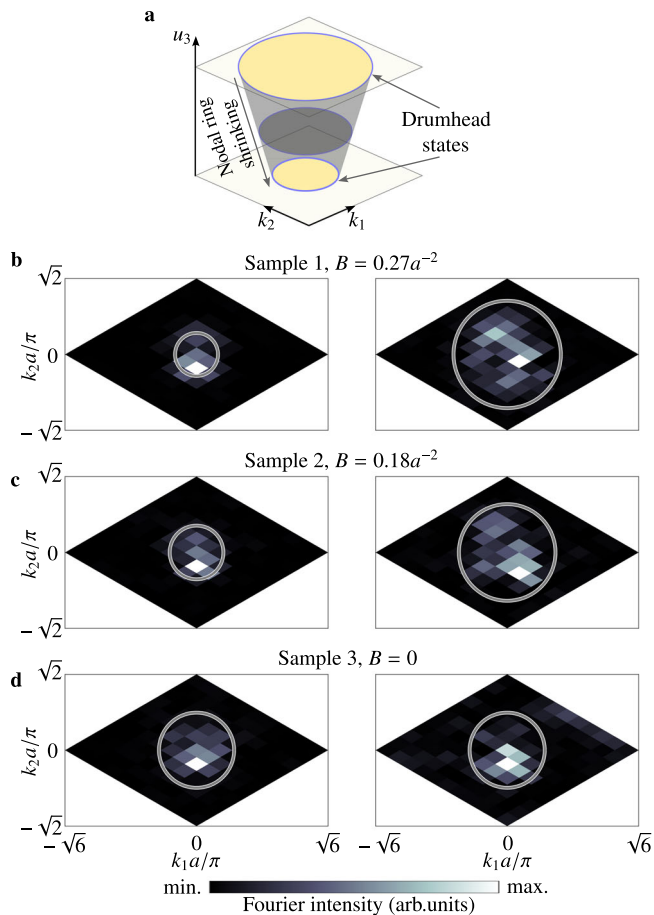 a
u₃
Nodal ring
shrinking
Drumhead
states
k₂
k₁
b
Sample 1, B = 0.27a⁻²
√2
k₂a/π
0
−√2
Sample 2, B = 0.18a⁻²
c
√2
k₂a/π
0
−√2
Sample 3, B = 0
d
√2
k₂a/π
0
−√2
−√6 0 √6 0 √6
k₁a/π k₁a/π
min. max.
Fourier intensity (arb.units)